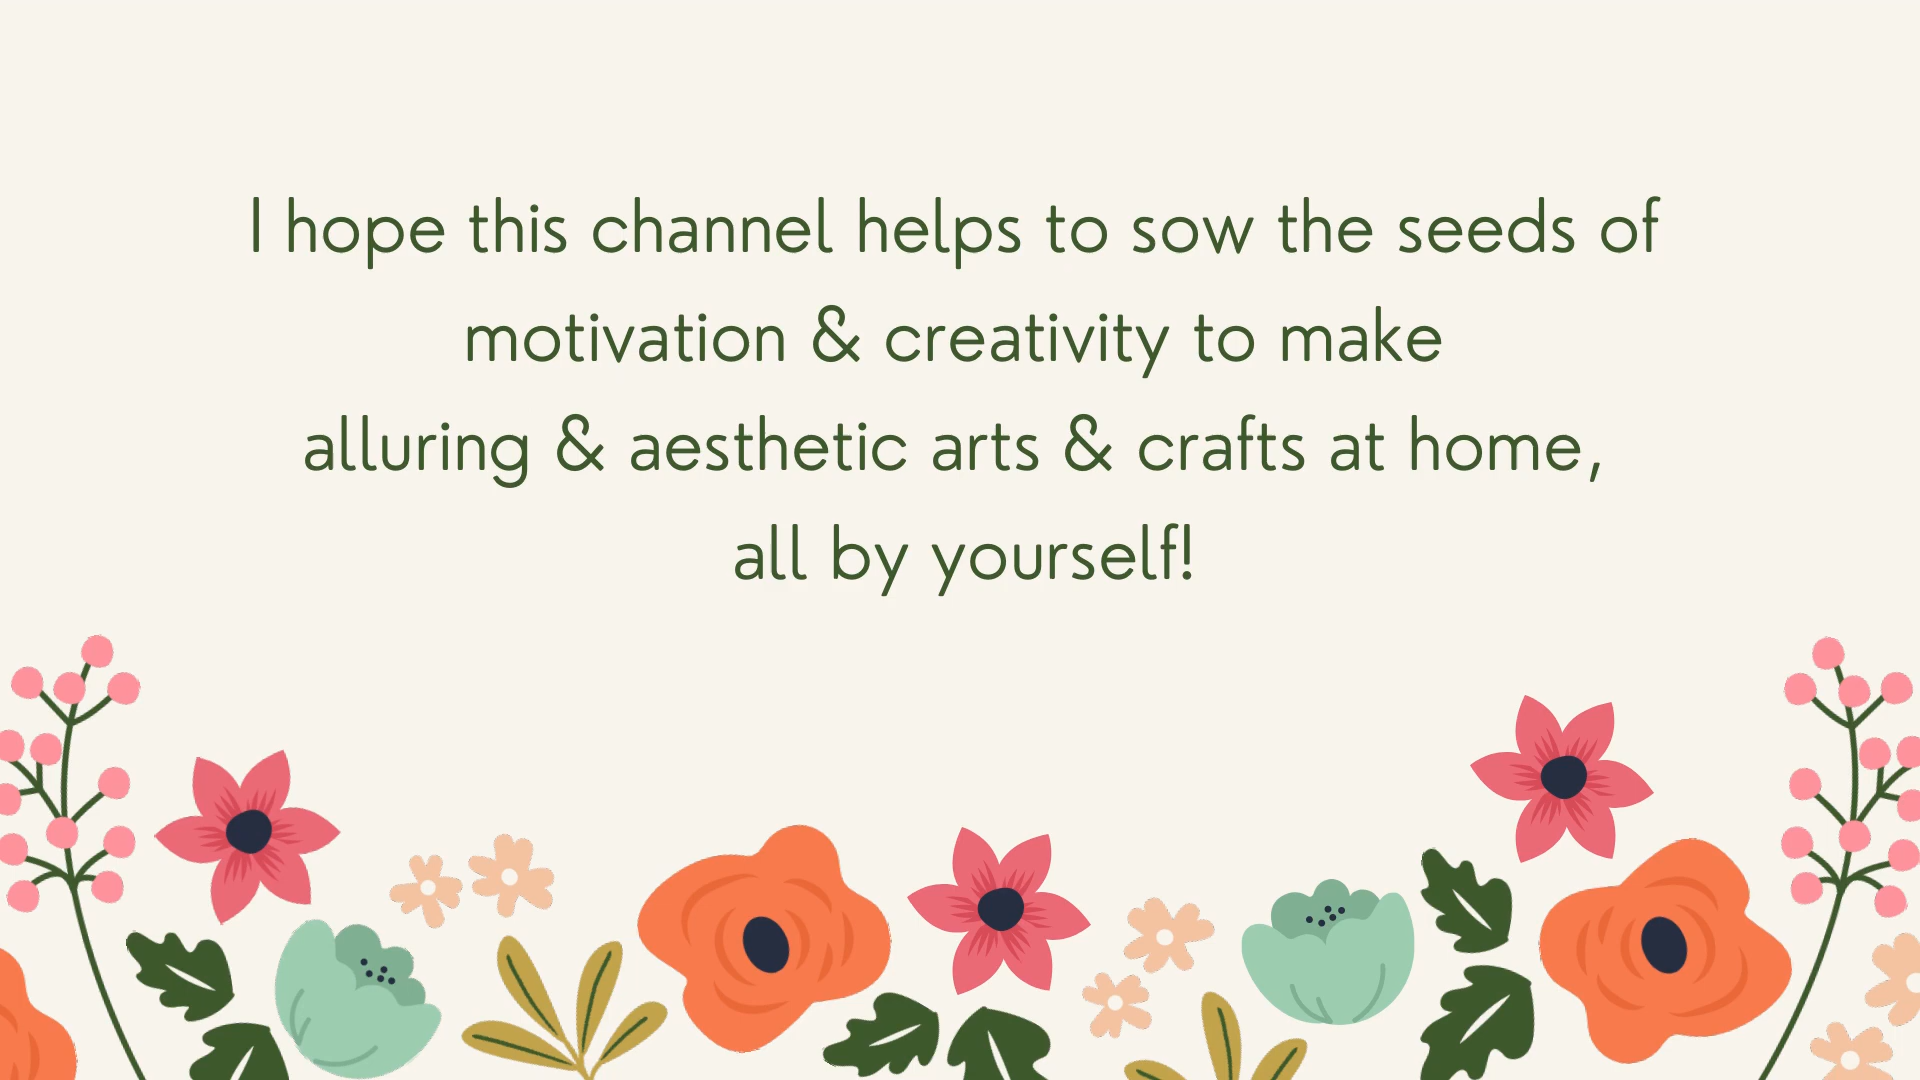 I hope this channel helps to sow the seeds of
motivation & creativity to make
alluring & aesthetic arts & crafts at home,
all by yourself!